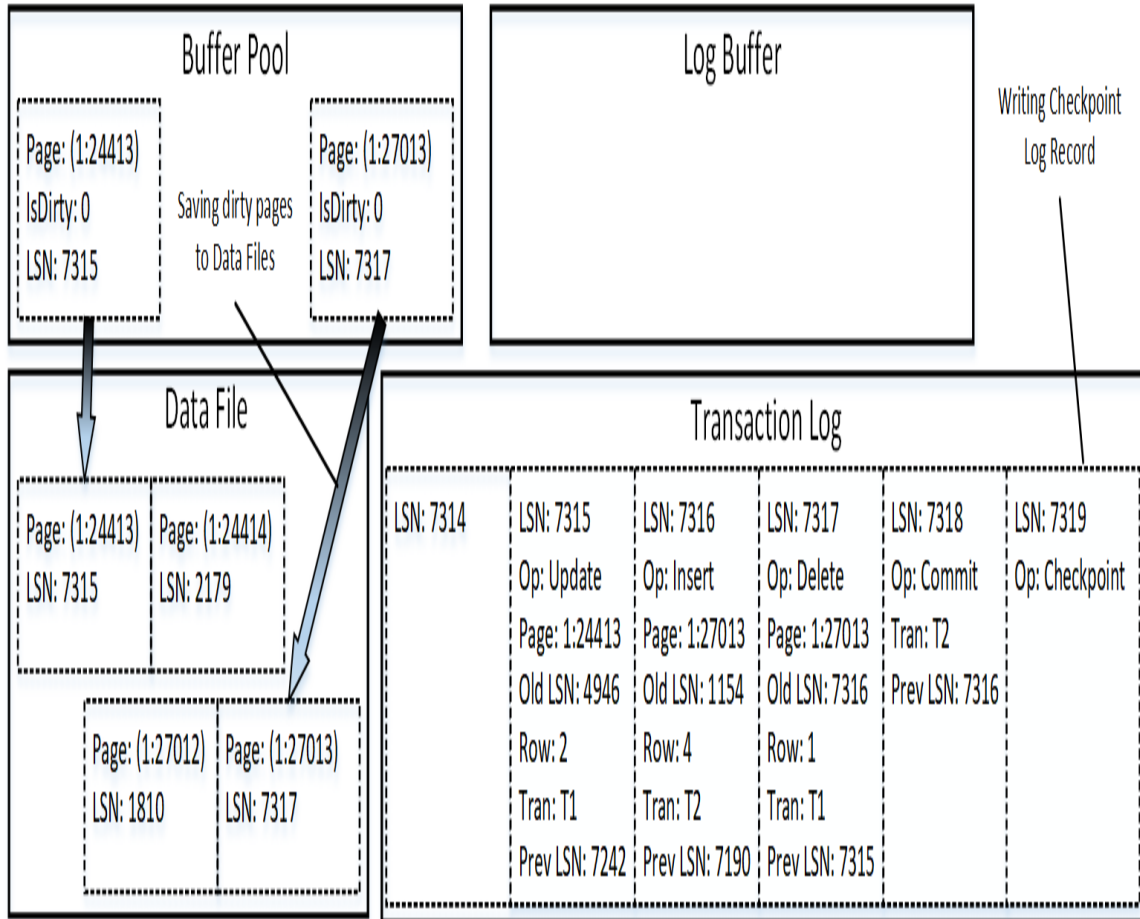 Buffer Pool
Page: (1:24413)
IsDirty: 0
LSN: 7315
Saving dirty pages
to Data Files
Page: (1:27013)
IsDirty: 0
LSN: 7317
Log Buffer
Writing Checkpoint
Log Record
Data File
Page: (1:24413)
LSN: 7315
Page: (1:24414)
LSN: 2179
Page: (1:27012)
LSN: 1810
Page: (1:27013)
LSN: 7317
Transaction Log
LSN: 7314
LSN: 7315
Op: Update
Page: 1:24413
Old LSN: 4946
Row: 2
Tran: T1
Prev LSN: 7242
LSN: 7316
Op: Insert
Page: 1:27013
Old LSN: 1154
Row: 4
Tran: T2
Prev LSN: 7190
LSN: 7317
Op: Delete
Page: 1:27013
Old LSN: 7316
Row: 1
Tran: T1
Prev LSN: 7315
LSN: 7318
Op: Commit
Tran: T2
Prev LSN: 7316
LSN: 7319
Op: Checkpoint